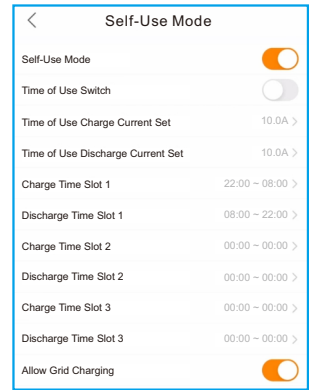 Self-Use Mode
Self-Use Mode
Time of Use Switch
Time of Use Charge Current Set 10.0A
Time of Use Discharge Current Set 10.0A
Charge Time Slot 1 22:00 ~ 08:00
Discharge Time Slot 1 08:00 ~ 22:00
Charge Time Slot 2 00:00 ~ 00:00
Discharge Time Slot 2 00:00 ~ 00:00
Charge Time Slot 3 00:00 ~ 00:00
Discharge Time Slot 3 00:00 ~ 00:00
Allow Grid Charging